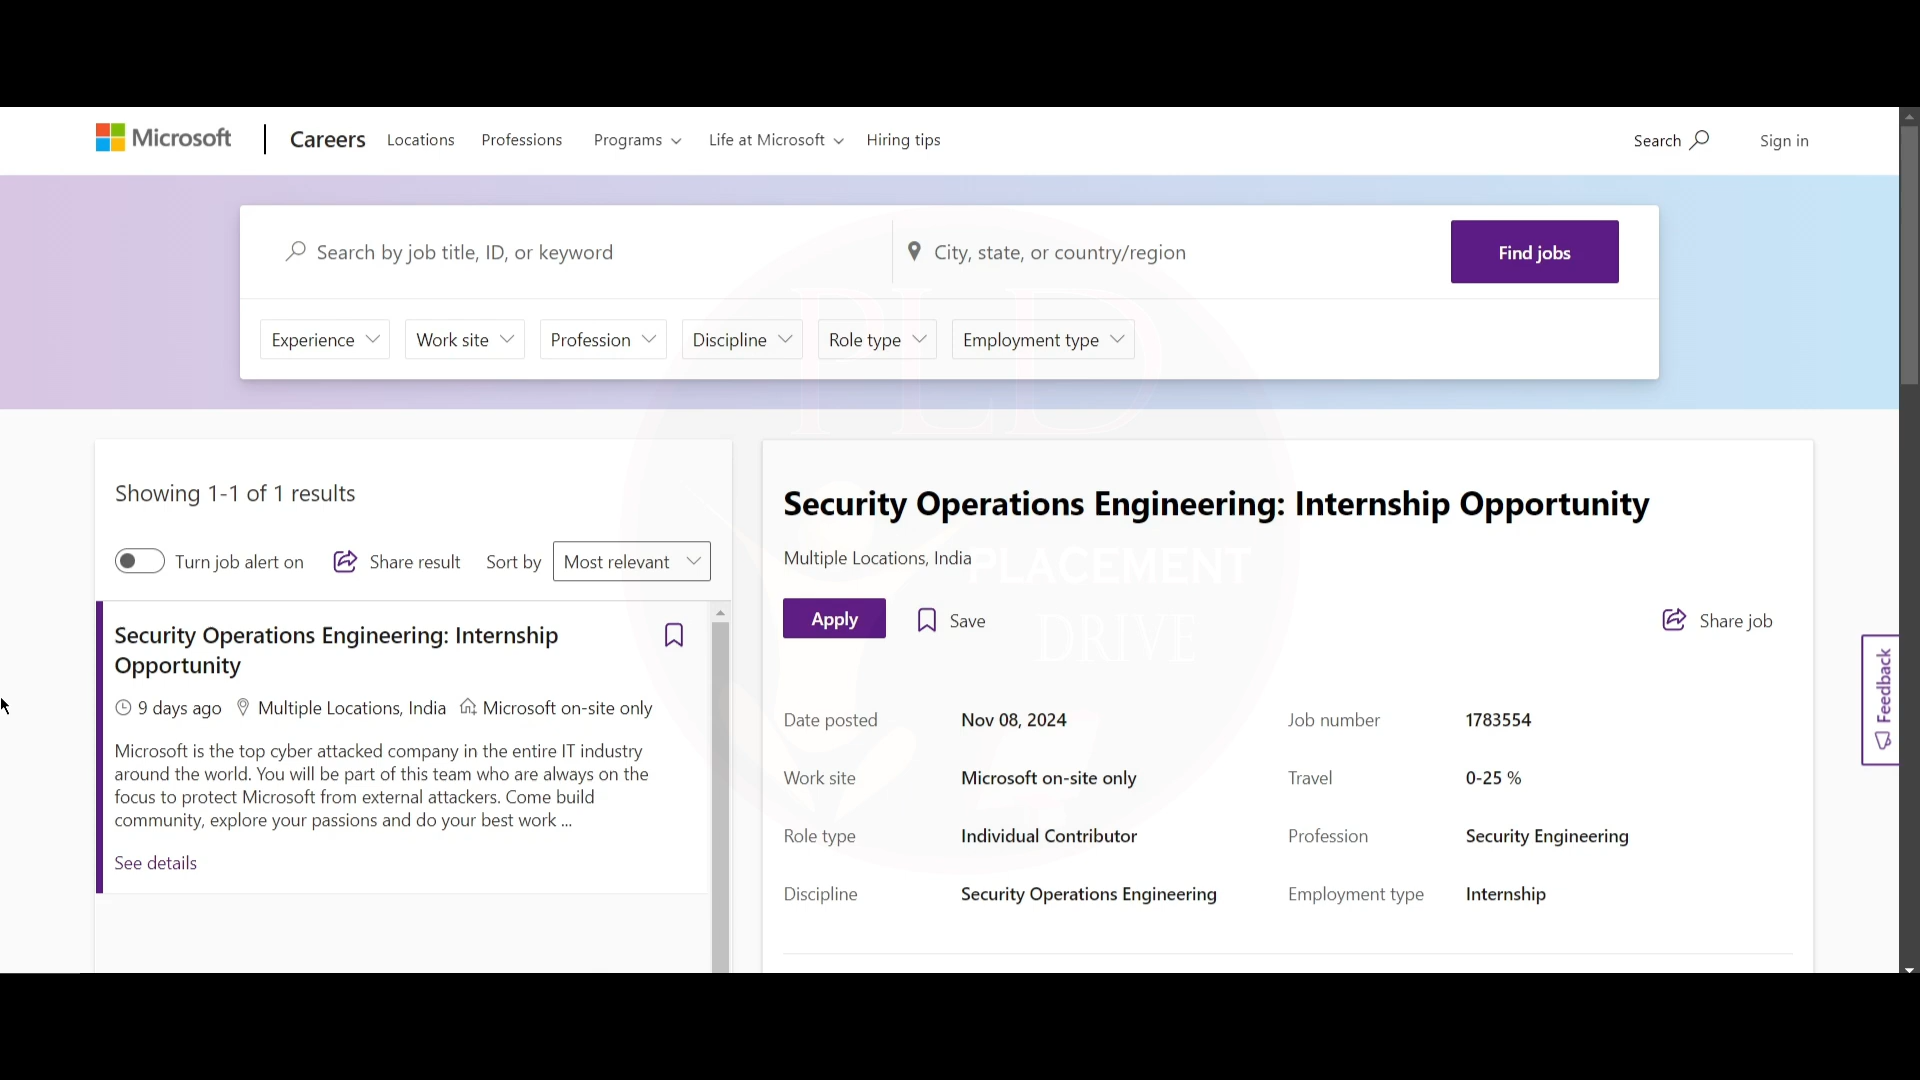 Microsoft
Careers
Locations
Professions
Programs
Life at Microsoft
Hiring tips
Search
Sign in
Search by job title, ID, or keyword
City, state, or country/region
Find jobs
Experience
Work site
Profession
Discipline
Role type
Employment type
PLD
PLACEMENT
DRIVE
Showing 1-1 of 1 results
Turn job alert on
Share result
Sort by
Most relevant
Security Operations Engineering: Internship
Opportunity
9 days ago
Multiple Locations, India
Microsoft on-site only
Microsoft is the top cyber attacked company in the entire IT industry
around the world. You will be part of this team who are always on the
focus to protect Microsoft from external attackers. Come build
community, explore your passions and do your best work ...
See details
Security Operations Engineering: Internship Opportunity
Multiple Locations, India
Apply
Save
Share job
Date posted
Nov 08, 2024
Job number
1783554
Work site
Microsoft on-site only
Travel
0-25 %
Role type
Individual Contributor
Profession
Security Engineering
Discipline
Security Operations Engineering
Employment type
Internship
Feedback